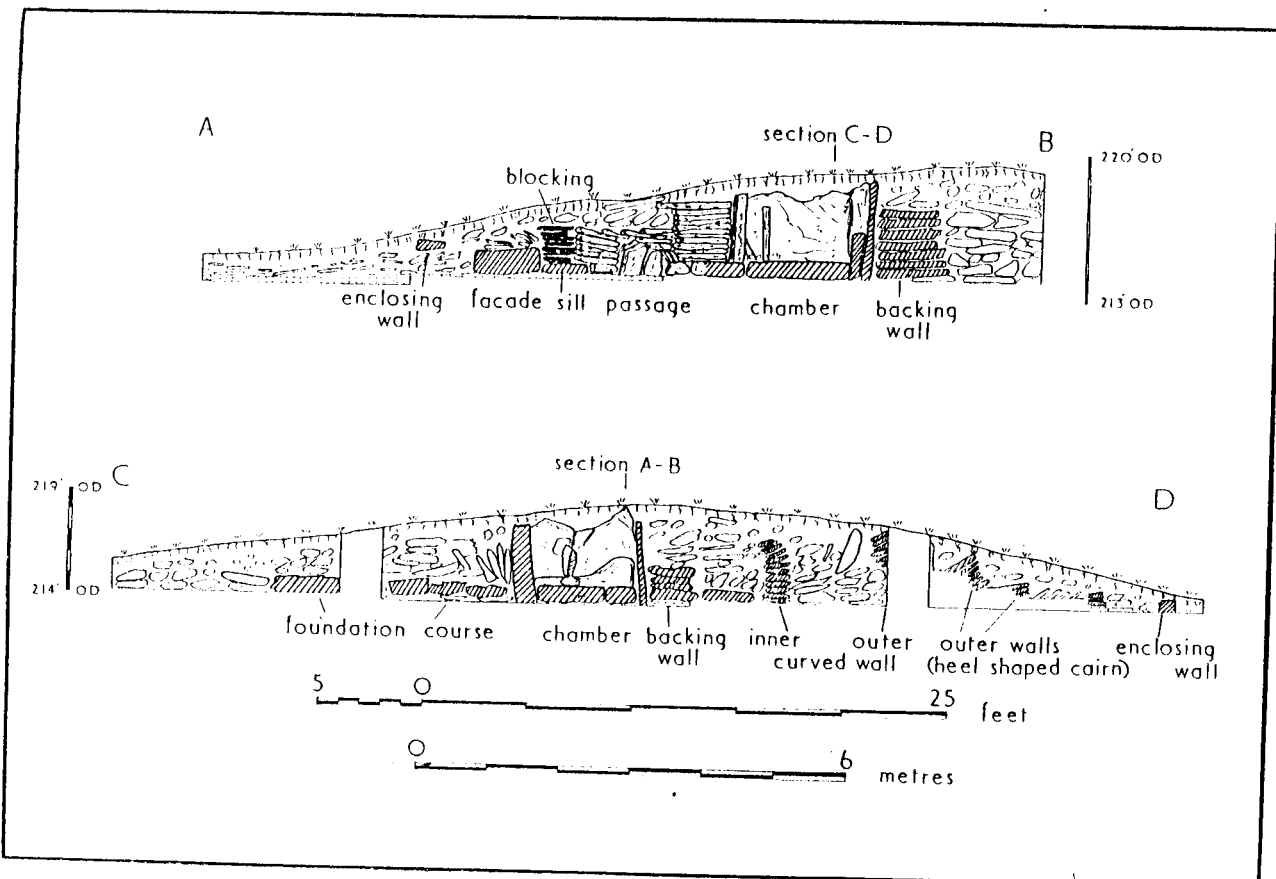 A
section C-D
B
220' OD
blocking
enclosing
wall
facade sill passage
chamber
backing
wall
213' OD
section A-B
219' OD
C
D
214' OD
foundation course
chamber
backing
wall
inner
curved wall
outer
outer walls
(heel shaped cairn)
enclosing
wall
5
0
25
feet
0
6
metres